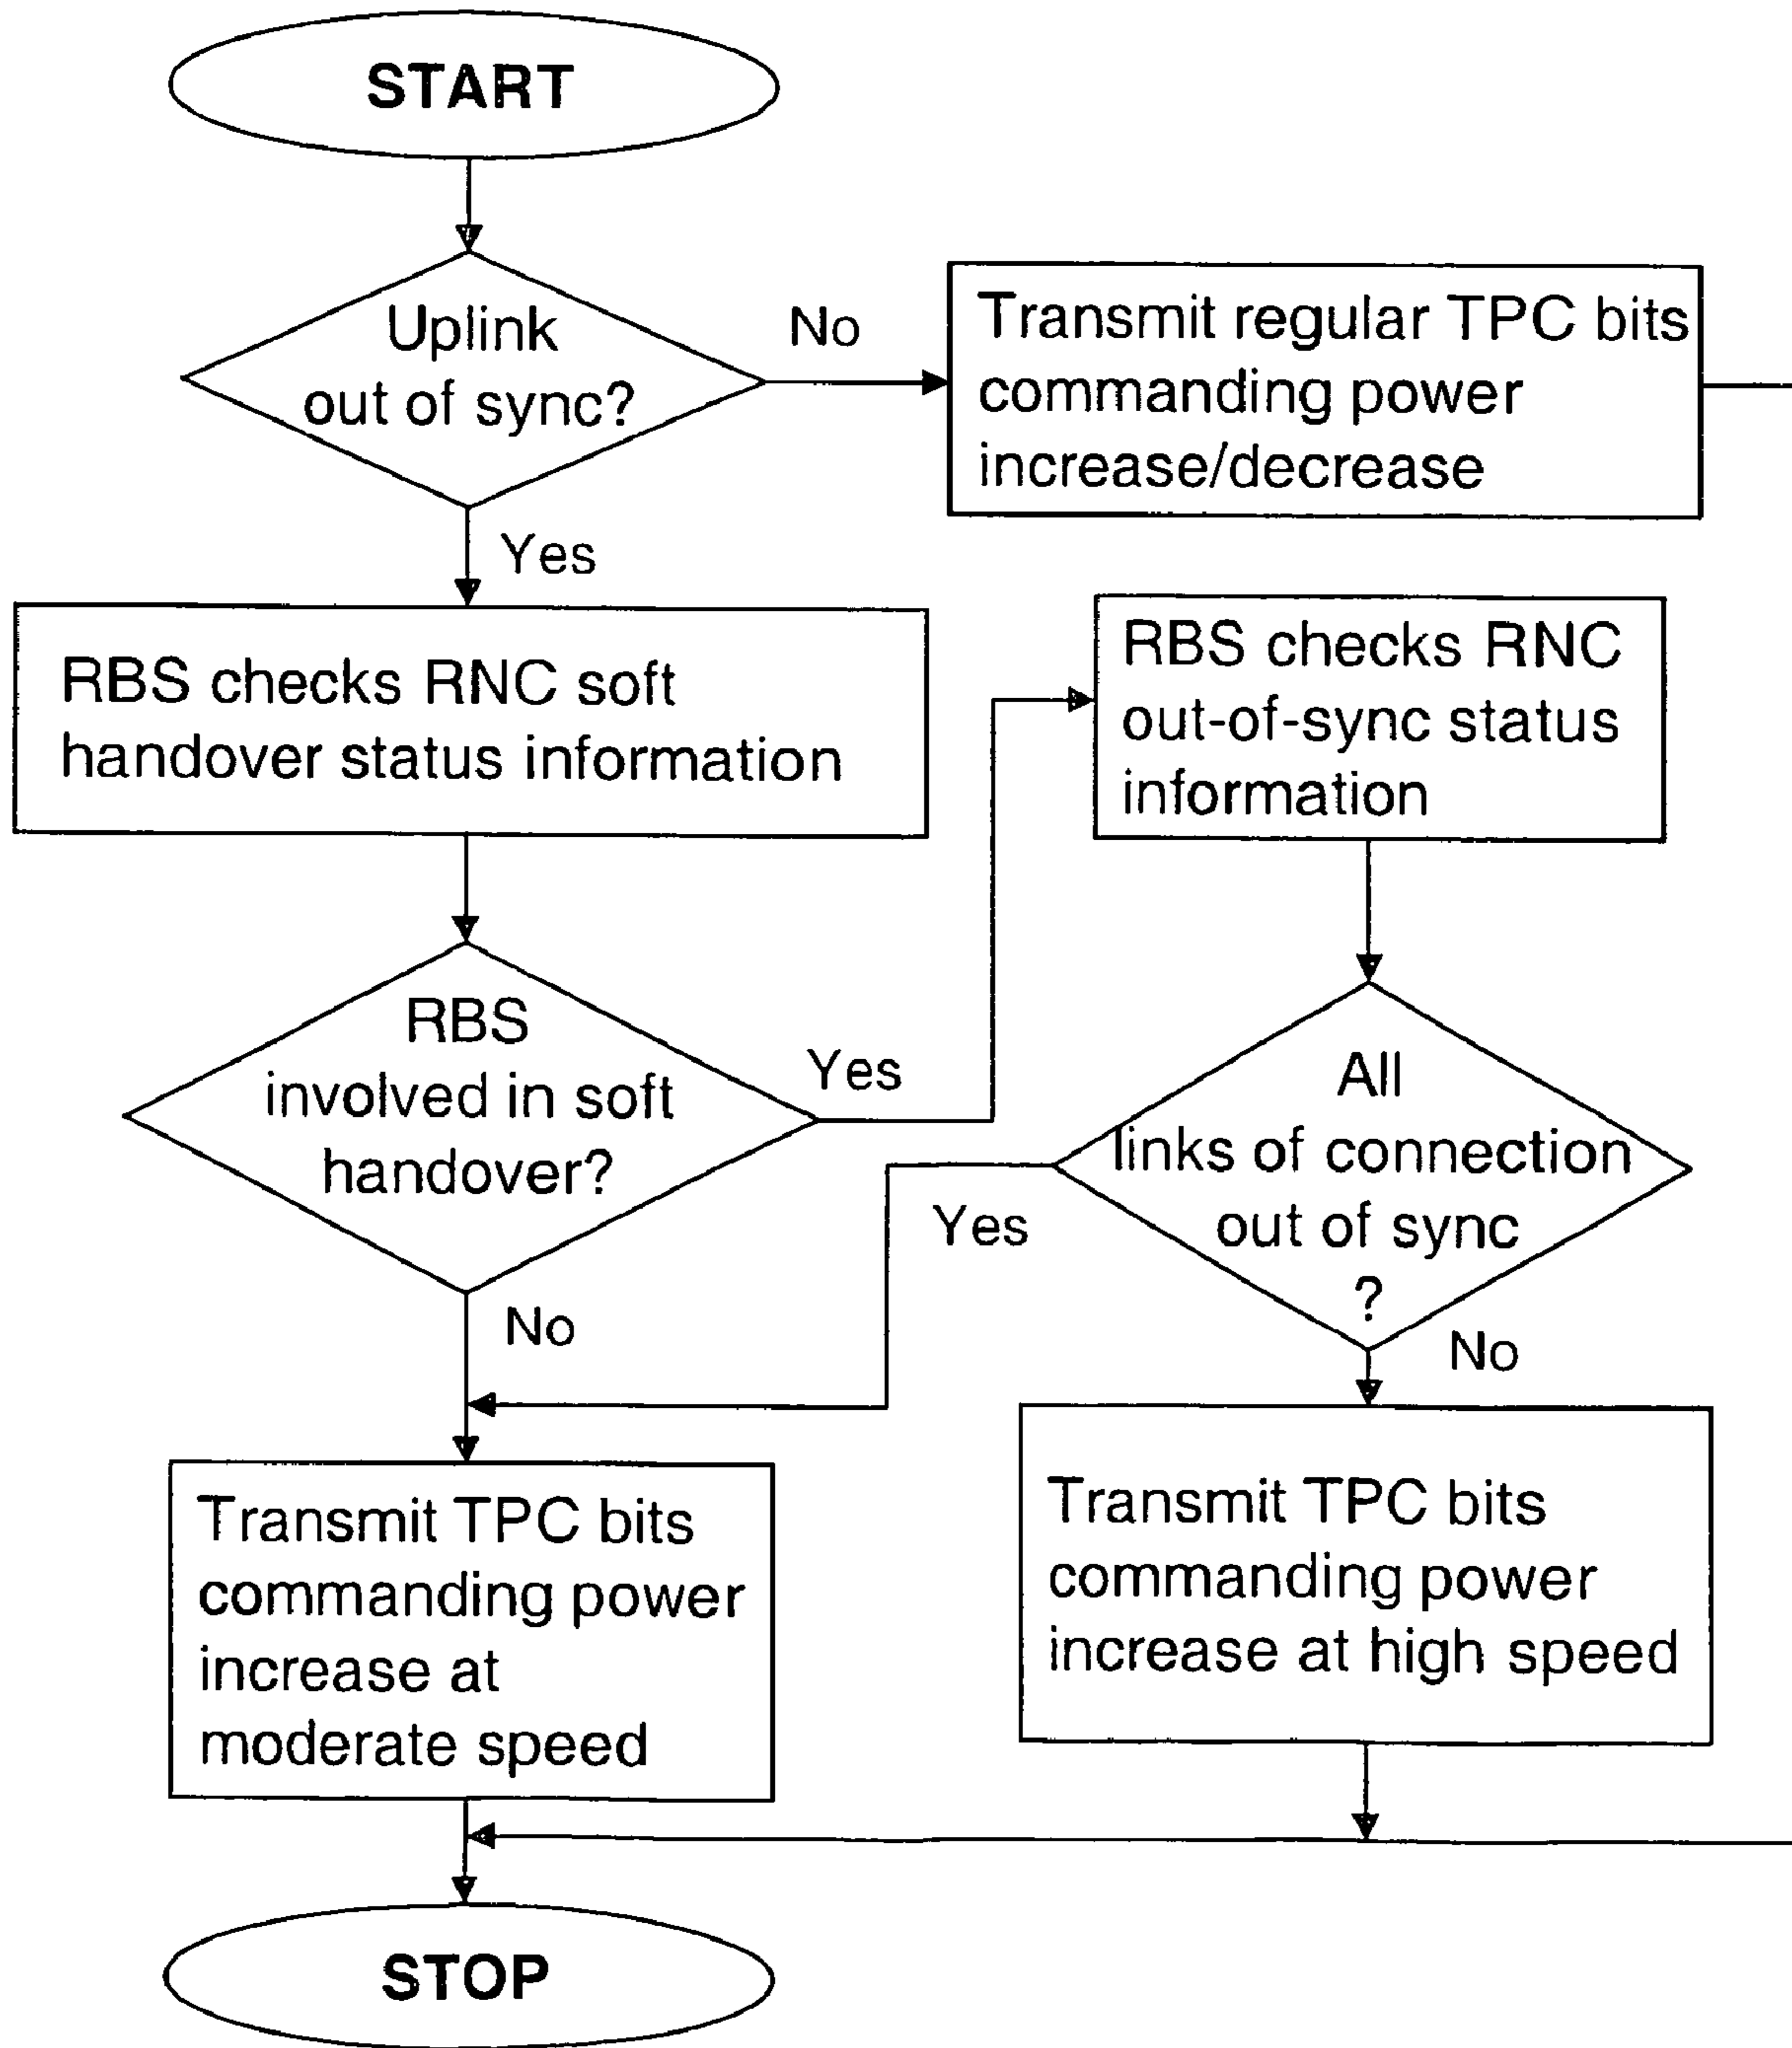 START
Uplink
out of sync?
No
Transmit regular TPC bits
commanding power
increase/decrease
Yes
RBS checks RNC soft
handover status information
RBS checks RNC
out-of-sync status
information
RBS
involved in soft
handover?
Yes
All
links of connection
out of sync
?
Yes
No
No
Transmit TPC bits
commanding power
increase at
moderate speed
Transmit TPC bits
commanding power
increase at high speed
STOP